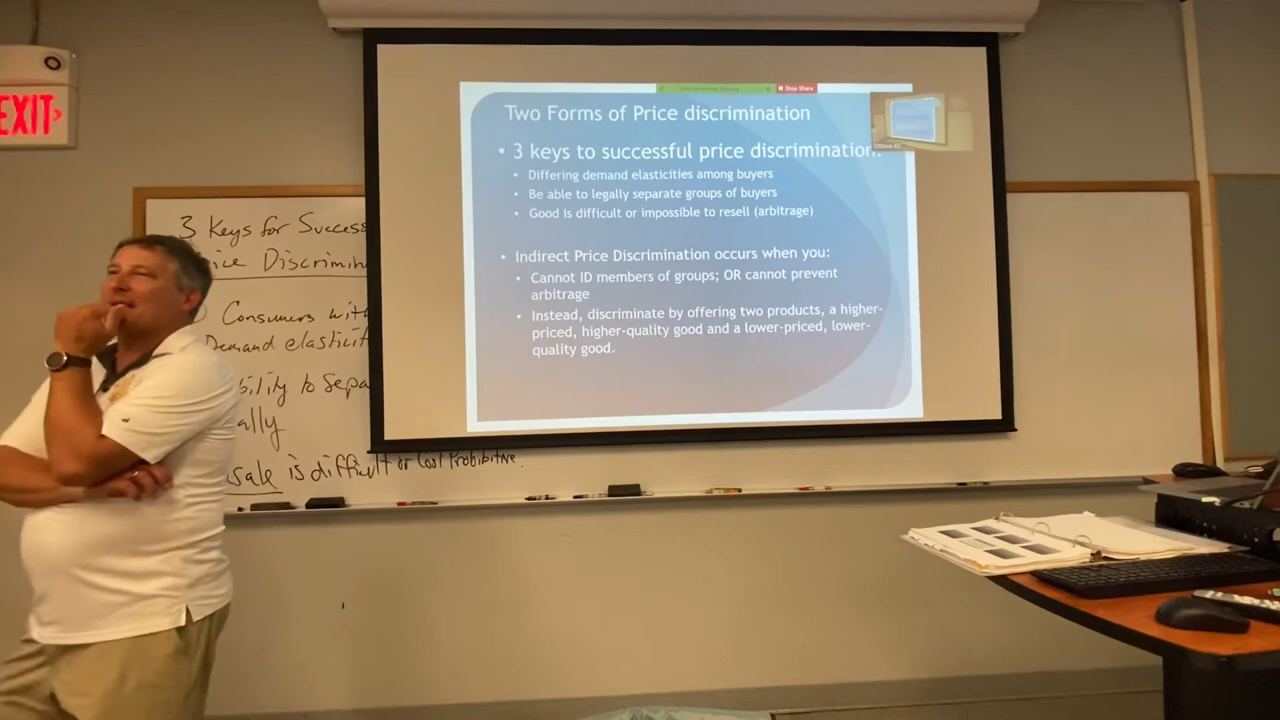 EXIT
Stop Share
Two Forms of Price discrimination
• 3 keys to successful price discrimination:
• Differing demand elasticities among buyers
• Be able to legally separate groups of buyers
• Good is difficult or impossible to resell (arbitrage)
• Indirect Price Discrimination occurs when you:
• Cannot ID members of groups; OR cannot prevent
arbitrage
• Instead, discriminate by offering two products, a higher-
priced, higher-quality good and a lower-priced, lower-
quality good.
3 Keys for Success
ice Discrimin
Consumers with
Demand elasticit
bility to Sepa
ally
sale is difficult or Cost Prohibitive.